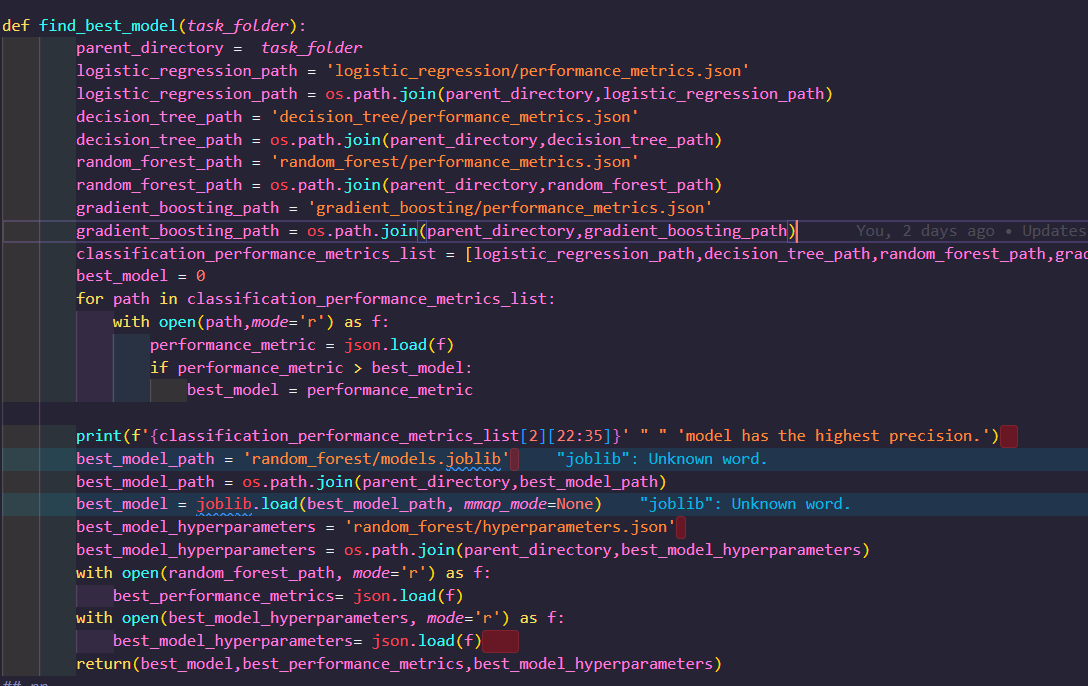 def find_best_model(task_folder):
parent_directory =  task_folder
logistic_regression_path = 'logistic_regression/performance_metrics.json'
logistic_regression_path = os.path.join(parent_directory,logistic_regression_path)
decision_tree_path = 'decision_tree/performance_metrics.json'
decision_tree_path = os.path.join(parent_directory,decision_tree_path)
random_forest_path = 'random_forest/performance_metrics.json'
random_forest_path = os.path.join(parent_directory,random_forest_path)
gradient_boosting_path = 'gradient_boosting/performance_metrics.json'
gradient_boosting_path = os.path.join(parent_directory,gradient_boosting_path) You, 2 days ago • Updates
classification_performance_metrics_list = [logistic_regression_path,decision_tree_path,random_forest_path,grad
best_model = 0
for path in classification_performance_metrics_list:
with open(path,mode='r') as f:
performance_metric = json.load(f)
if performance_metric > best_model:
best_model = performance_metric
print(f'{classification_performance_metrics_list[2][22:35]}' " " 'model has the highest precision.')
best_model_path = 'random_forest/models.joblib' "joblib": Unknown word.
best_model_path = os.path.join(parent_directory,best_model_path)
best_model = joblib.load(best_model_path, mmap_mode=None) "joblib": Unknown word.
best_model_hyperparameters = 'random_forest/hyperparameters.json'
best_model_hyperparameters = os.path.join(parent_directory,best_model_hyperparameters)
with open(random_forest_path, mode='r') as f:
best_performance_metrics= json.load(f)
with open(best_model_hyperparameters, mode='r') as f:
best_model_hyperparameters= json.load(f)
return(best_model,best_performance_metrics,best_model_hyperparameters)